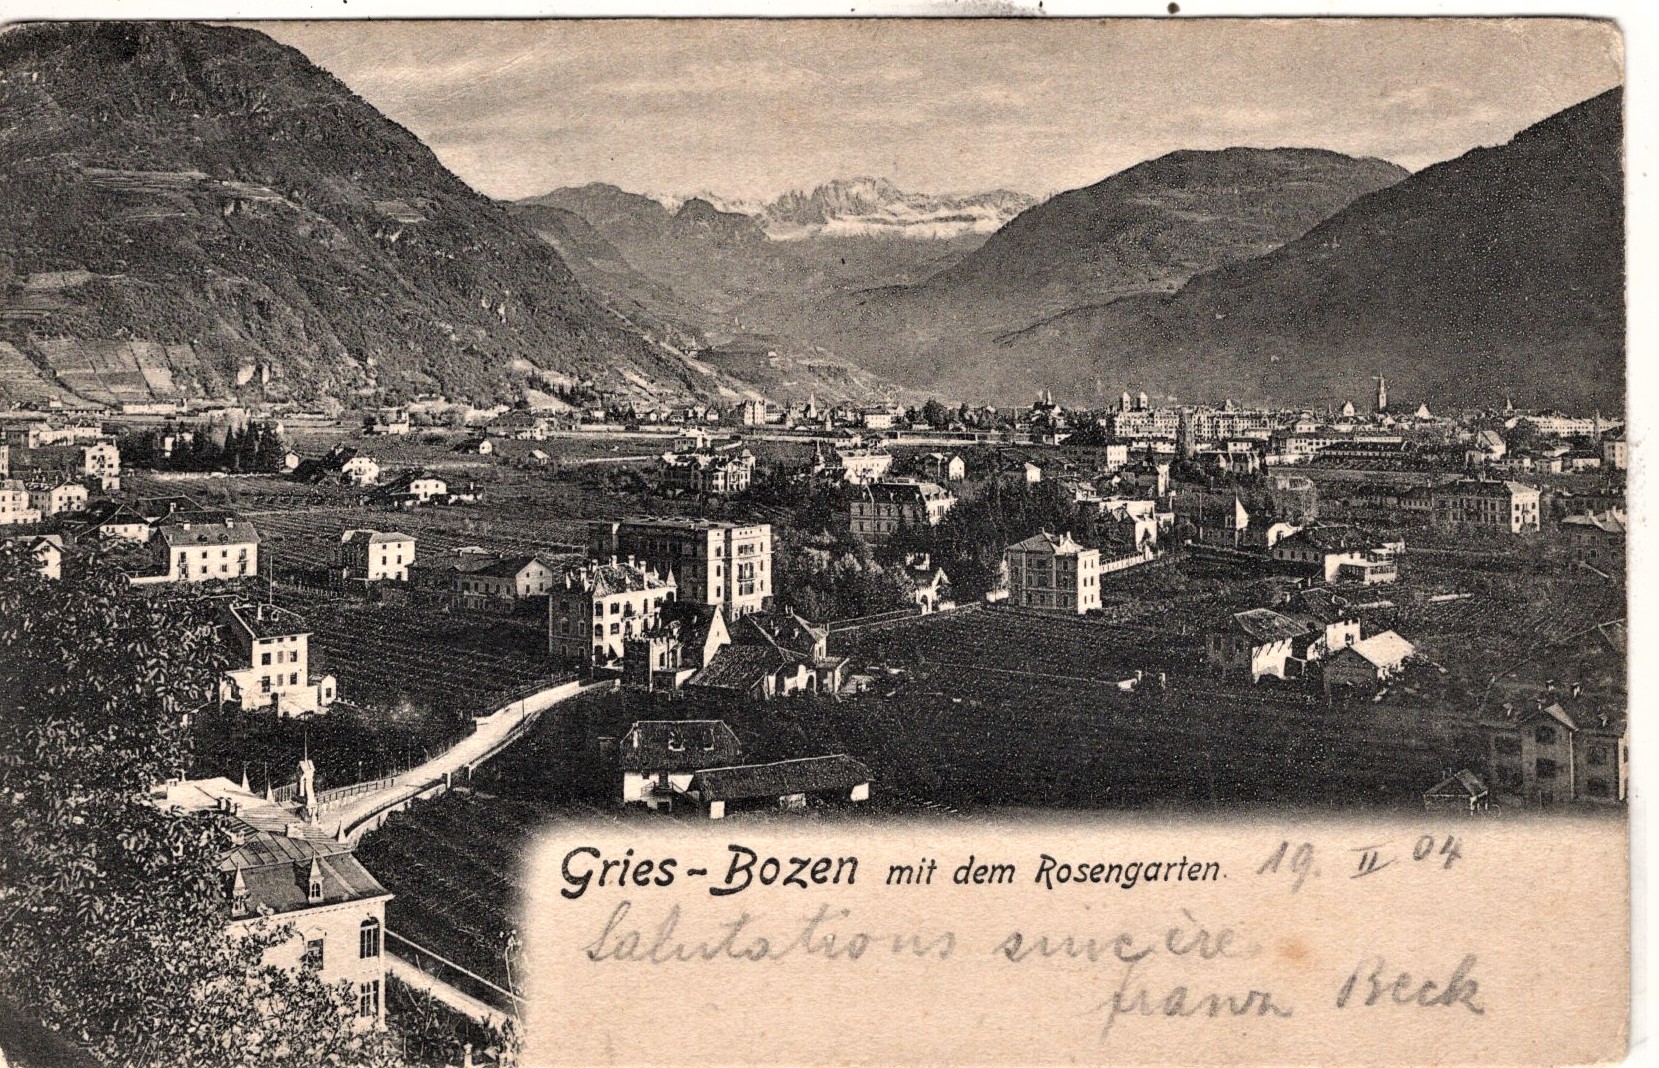 Gries-Bozen mit dem Rosengarten. 19. II 04
Salutations sincère
Beck